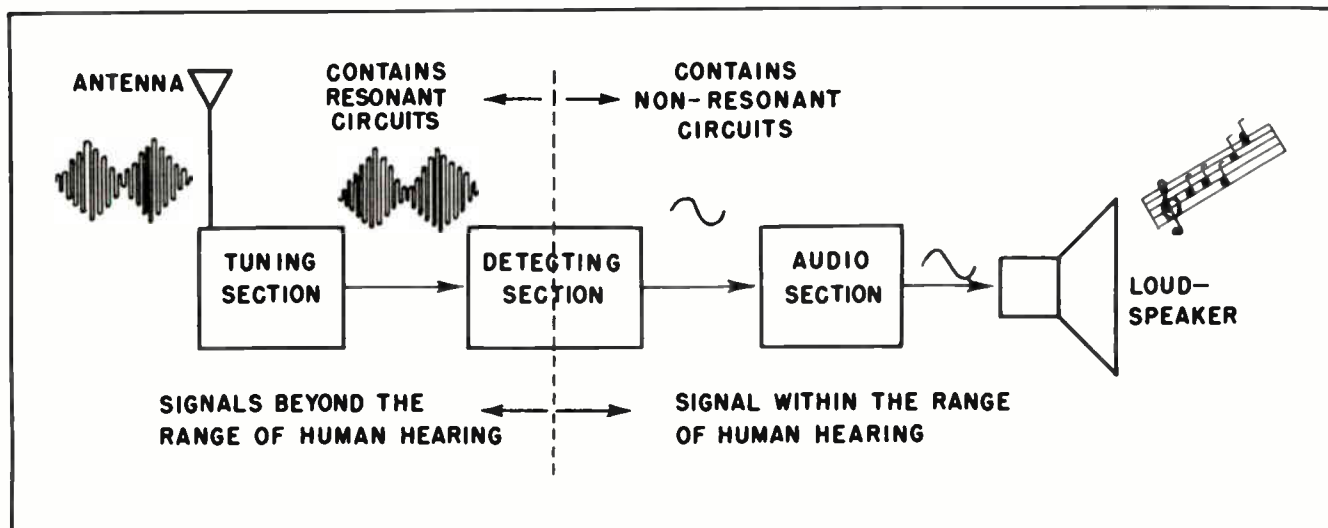 ANTENNA
CONTAINS
RESONANT
CIRCUITS
CONTAINS
NON-RESONANT
CIRCUITS
TUNING
SECTION
DETECTING
SECTION
AUDIO
SECTION
LOUD-
SPEAKER
SIGNALS BEYOND THE
RANGE OF HUMAN HEARING
SIGNAL WITHIN THE RANGE
OF HUMAN HEARING